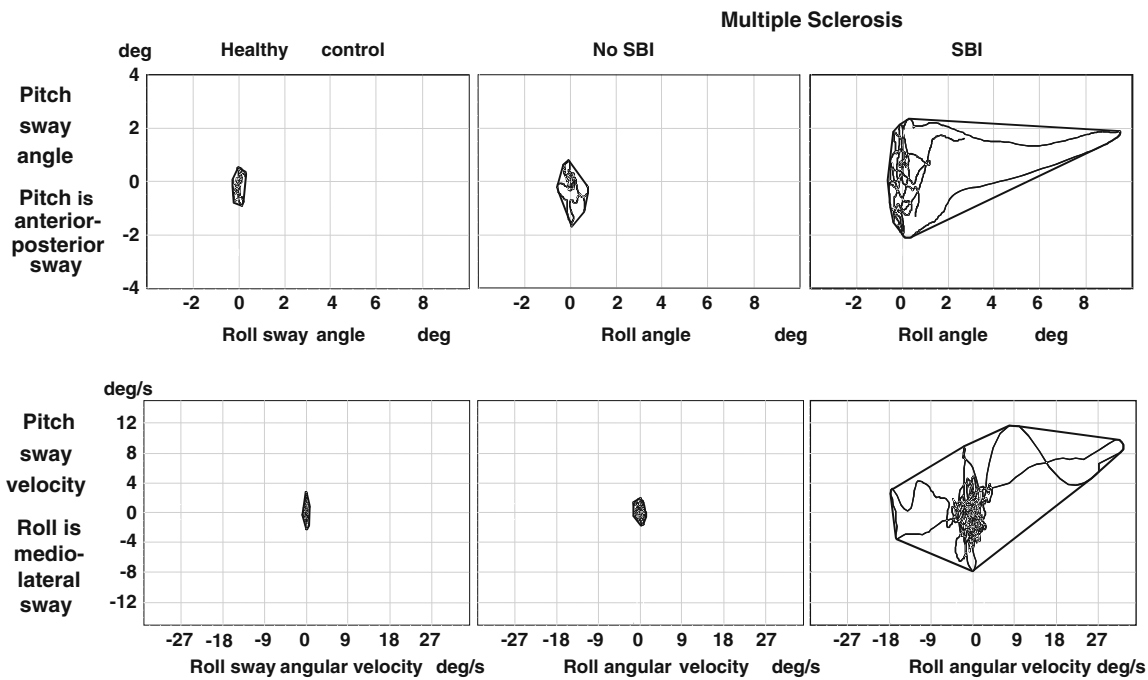 Multiple Sclerosis
deg Healthy control No SBI SBI
4
2
0
-2
-4
Pitch
sway
angle
Pitch is
anterior-
posterior
sway
-2 0 2 4 6 8 -2 0 2 4 6 8 -2 0 2 4 6 8
Roll sway angle deg Roll angle deg Roll angle deg
deg/s
12
8
4
0
-4
-8
-12
Pitch
sway
velocity
Roll is
medio-
lateral
sway
-27 -18 -9 0 9 18 27 -27 -18 -9 0 9 18 27 -27 -18 -9 0 9 18 27
Roll sway angular velocity deg/s Roll angular velocity deg/s Roll angular velocity deg/s